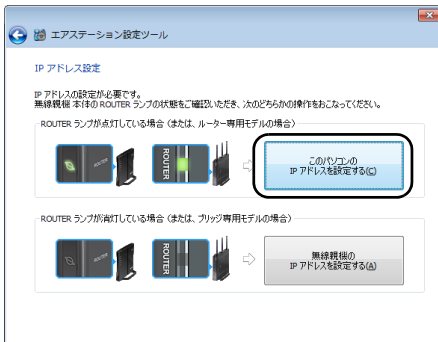 エアステーション設定ツール
IP アドレス設定
IP アドレスの設定が必要です。
無線親機 本体の ROUTER ランプの状態をご確認いただき、次のどちらかの操作をおこなってください。
ROUTER ランプが点灯している場合（または、ルーター専用モデルの場合）
ROUTER
ROUTER
このパソコンの
IP アドレスを設定する(C)
ROUTER ランプが消灯している場合（または、ブリッジ専用モデルの場合）
ROUTER
ROUTER
無線親機の
IP アドレスを設定する(A)